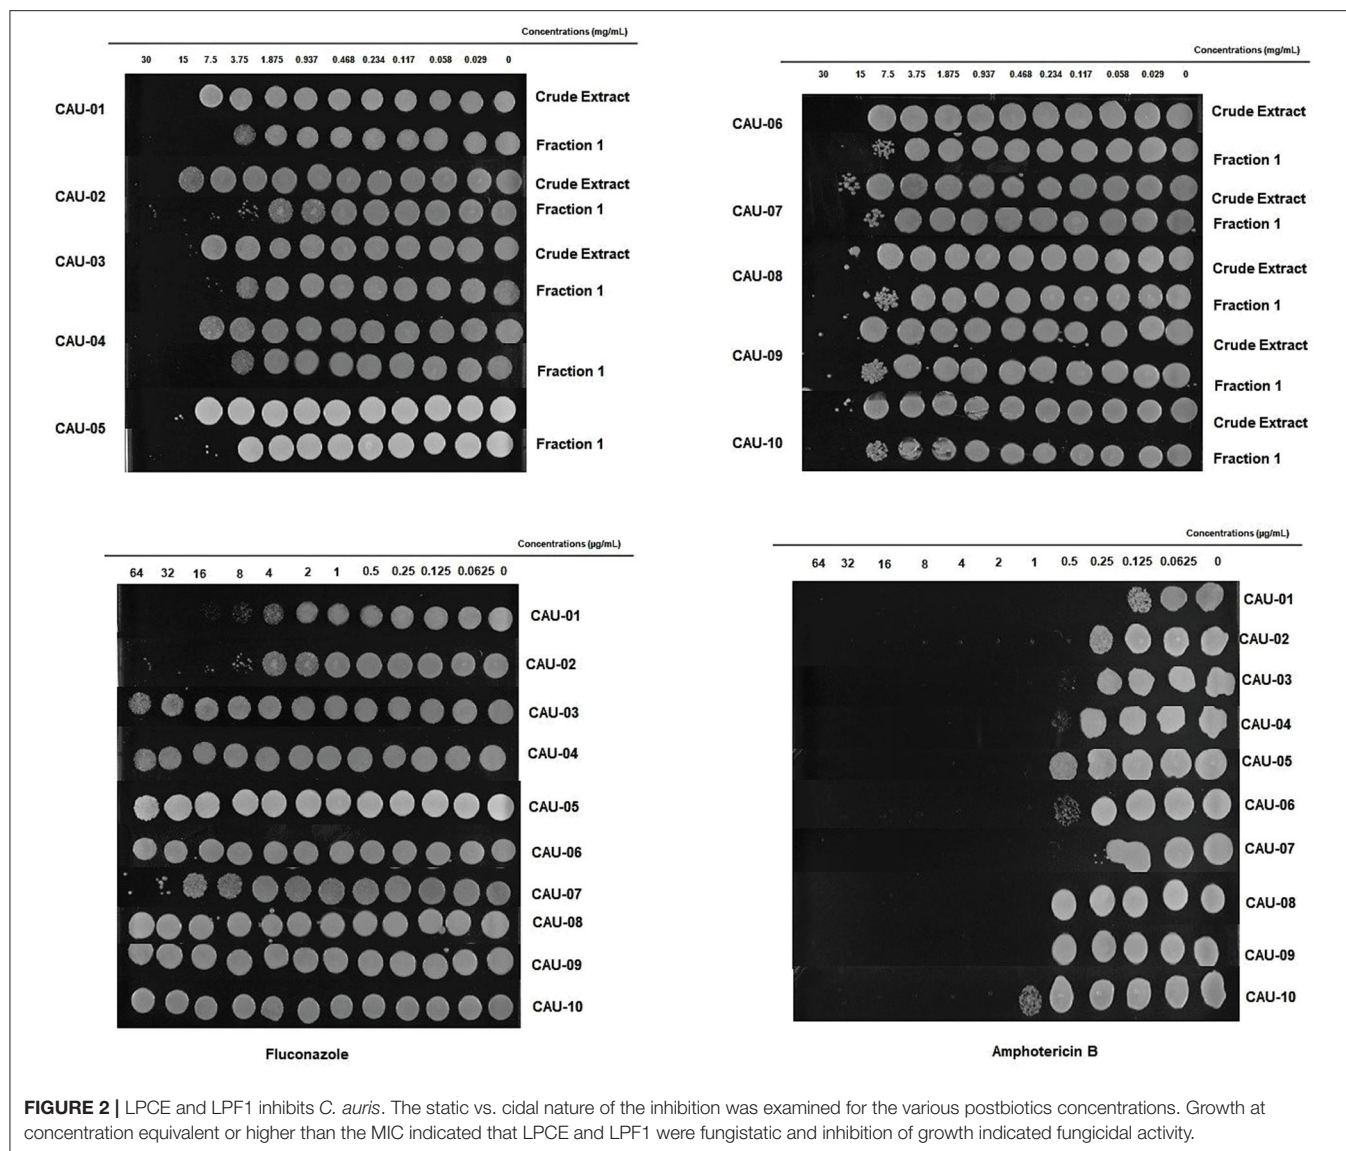 Concentrations (mg/mL)
30 15 7.5 3.75 1.875 0.937 0.468 0.234 0.117 0.058 0.029 0
CAU-01
Crude Extract
Fraction 1
CAU-02
Crude Extract
Fraction 1
CAU-03
Crude Extract
Fraction 1
CAU-04
Fraction 1
CAU-05
Fraction 1
Concentrations (mg/mL)
30 15 7.5 3.75 1.875 0.937 0.468 0.234 0.117 0.058 0.029 0
CAU-06
Crude Extract
Fraction 1
CAU-07
Crude Extract
Fraction 1
CAU-08
Crude Extract
Fraction 1
CAU-09
Crude Extract
Fraction 1
CAU-10
Crude Extract
Fraction 1
Concentrations (µg/mL)
64 32 16 8 4 2 1 0.5 0.25 0.125 0.0625 0
CAU-01
CAU-02
CAU-03
CAU-04
CAU-05
CAU-06
CAU-07
CAU-08
CAU-09
CAU-10
Fluconazole
Concentrations (µg/mL)
64 32 16 8 4 2 1 0.5 0.25 0.125 0.0625 0
CAU-01
CAU-02
CAU-03
CAU-04
CAU-05
CAU-06
CAU-07
CAU-08
CAU-09
CAU-10
Amphotericin B
FIGURE 2 | LPCE and LPF1 inhibits C. auris. The static vs. cidal nature of the inhibition was examined for the various postbiotics concentrations. Growth at
concentration equivalent or higher than the MIC indicated that LPCE and LPF1 were fungistatic and inhibition of growth indicated fungicidal activity.